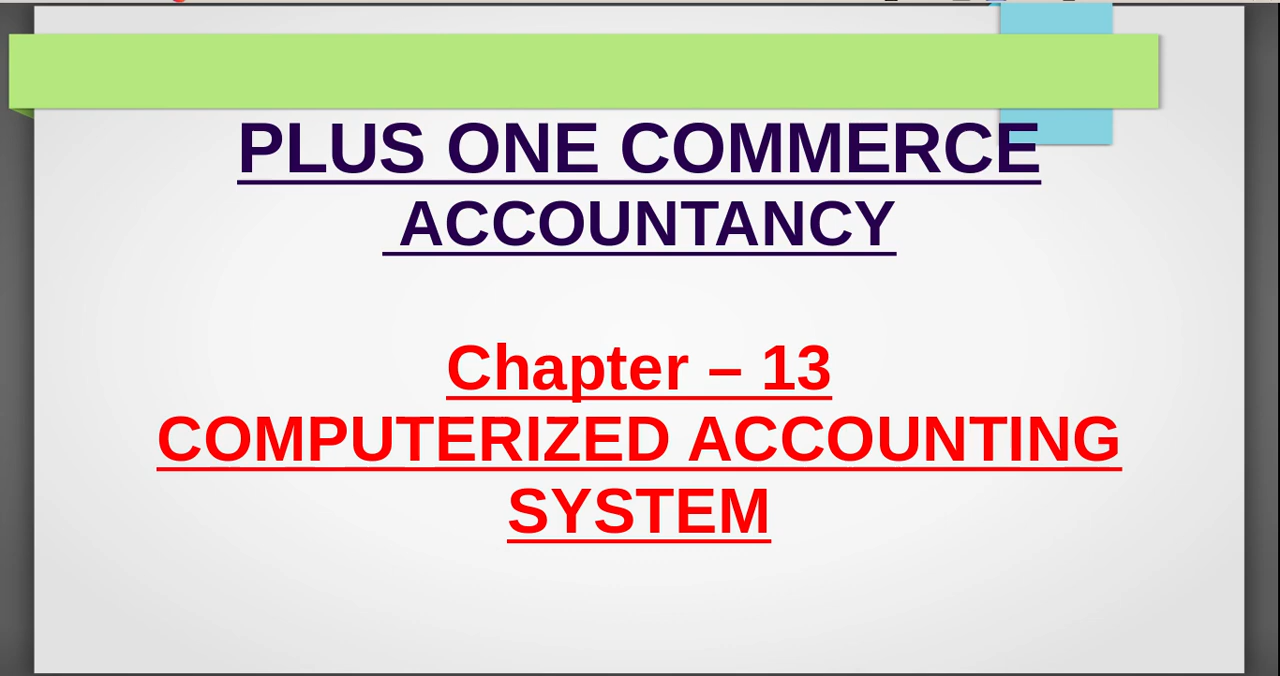 PLUS ONE COMMERCE
ACCOUNTANCY
Chapter – 13
COMPUTERIZED ACCOUNTING
SYSTEM